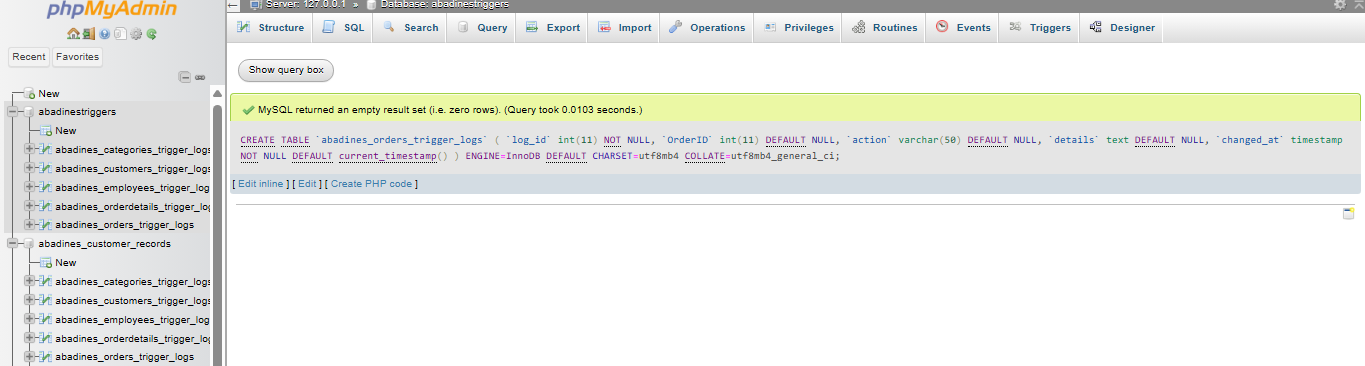 phpMyAdmin
Server: 127.0.0.1 » Database: abadinestriggers
Structure SQL Search Query Export Import Operations Privileges Routines Events Triggers Designer
Recent Favorites
New
abadinestriggers
New
abadines_categories_trigger_logs
abadines_customers_trigger_logs
abadines_employees_trigger_log
abadines_orderdetails_trigger_log
abadines_orders_trigger_logs
abadines_customer_records
New
abadines_categories_trigger_logs
abadines_customers_trigger_logs
abadines_employees_trigger_log
abadines_orderdetails_trigger_log
abadines_orders_trigger_logs
Show query box
MySQL returned an empty result set (i.e. zero rows). (Query took 0.0103 seconds.)
CREATE TABLE `abadines_orders_trigger_logs` ( `log_id` int(11) NOT NULL, `OrderID` int(11) DEFAULT NULL, `action` varchar(50) DEFAULT NULL, `details` text DEFAULT NULL, `changed_at` timestamp
NOT NULL DEFAULT current_timestamp() ) ENGINE=InnoDB DEFAULT CHARSET=utf8mb4 COLLATE=utf8mb4_general_ci;
[ Edit inline ] [ Edit ] [ Create PHP code ]